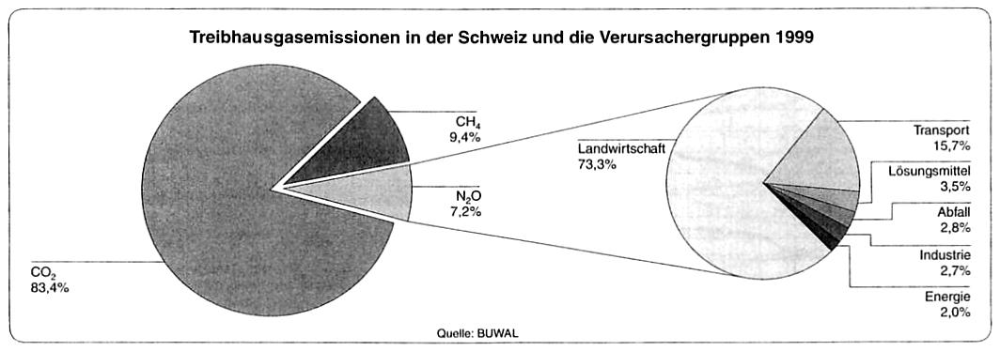 Treibhausgasemissionen in der Schweiz und die Verursachergruppen 1999
CH₄
9,4%
N₂O
7,2%
CO₂
83,4%
Landwirtschaft
73,3%
Transport
15,7%
Lösungsmittel
3,5%
Abfall
2,8%
Industrie
2,7%
Energie
2,0%
Quelle: BUWAL